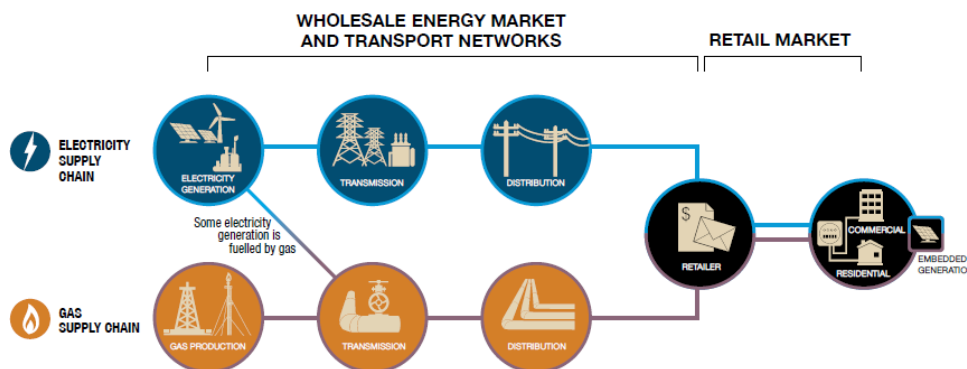 WHOLESALE ENERGY MARKET
AND TRANSPORT NETWORKS
RETAIL MARKET
ELECTRICITY
SUPPLY
CHAIN
ELECTRICITY
GENERATION
TRANSMISSION
DISTRIBUTION
Some electricity
generation is
fuelled by gas
$
RETAILER
COMMERCIAL
RESIDENTIAL
EMBEDDED
GENERATIO
GAS
SUPPLY CHAIN
GAS PRODUCTION
TRANSMISSION
DISTRIBUTION